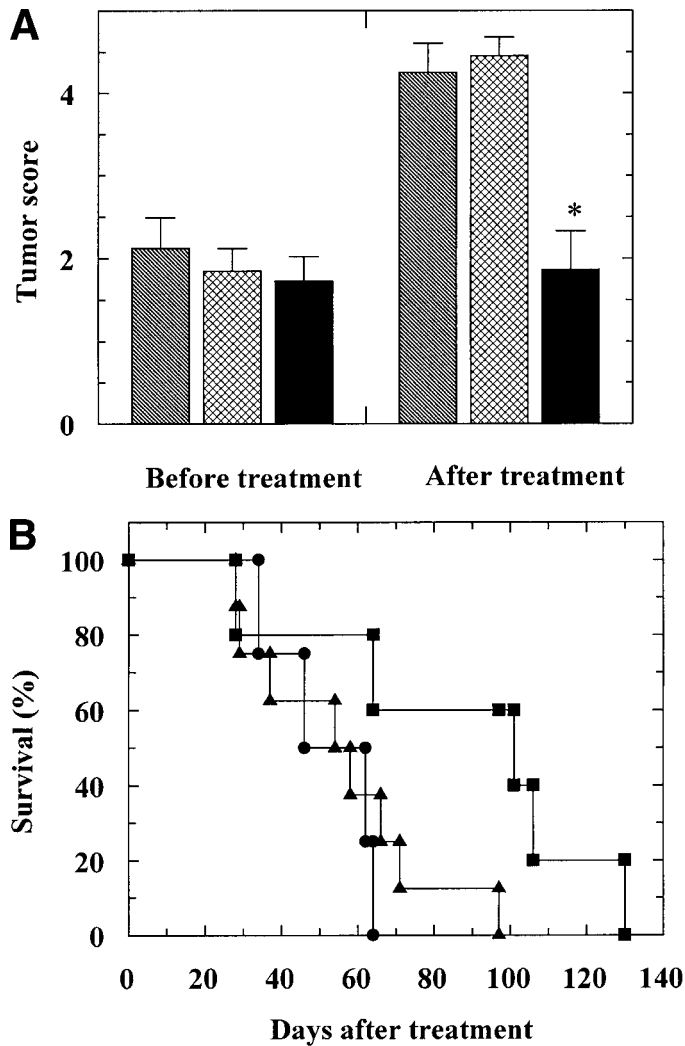 A
Tumor score
4
2
0
*
Before treatment After treatment
B
Survival (%)
100
80
60
40
20
0
0 20 40 60 80 100 120 140
Days after treatment